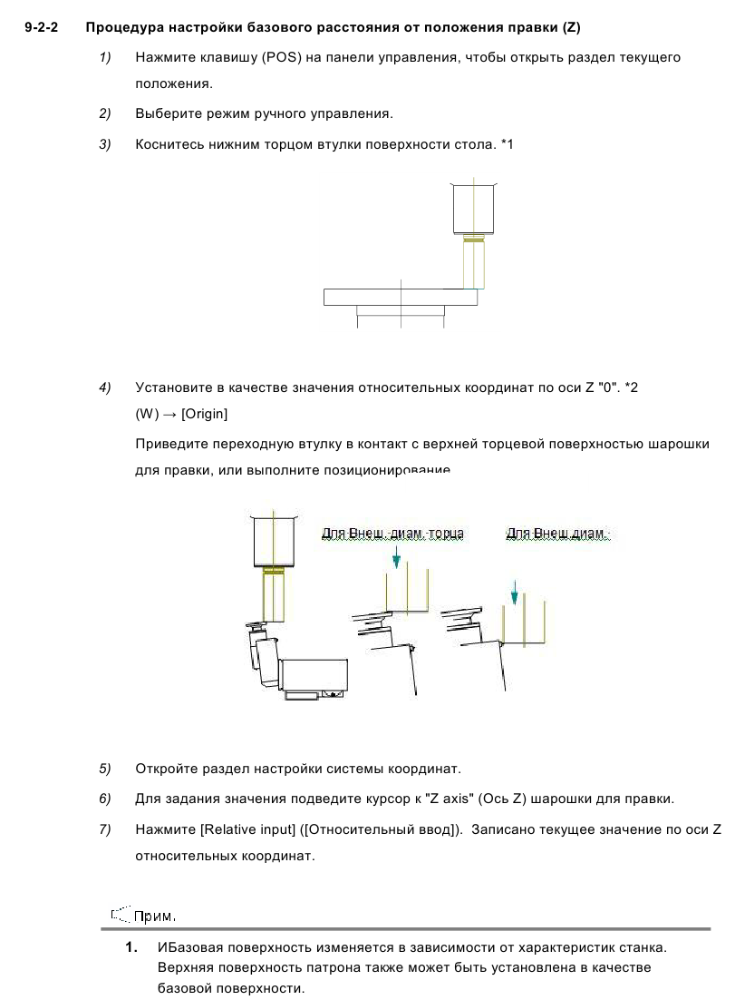 9-2-2 Процедура настройки базового расстояния от положения правки (Z)
1) Нажмите клавишу (POS) на панели управления, чтобы открыть раздел текущего
положения.
2) Выберите режим ручного управления.
3) Коснитесь нижним торцом втулки поверхности стола. *1
4) Установите в качестве значения относительных координат по оси Z "0". *2
(W) → [Origin]
Приведите переходную втулку в контакт с верхней торцевой поверхностью шарошки
для правки, или выполните позиционирование
Для Внеш. диам. торца
Для Внеш диам.
5) Откройте раздел настройки системы координат.
6) Для задания значения подведите курсор к "Z axis" (Ось Z) шарошки для правки.
7) Нажмите [Relative input] ([Относительный ввод]). Записано текущее значение по оси Z
относительных координат.
Прим.
1. ИБазовая поверхность изменяется в зависимости от характеристик станка.
Верхняя поверхность патрона также может быть установлена в качестве
базовой поверхности.